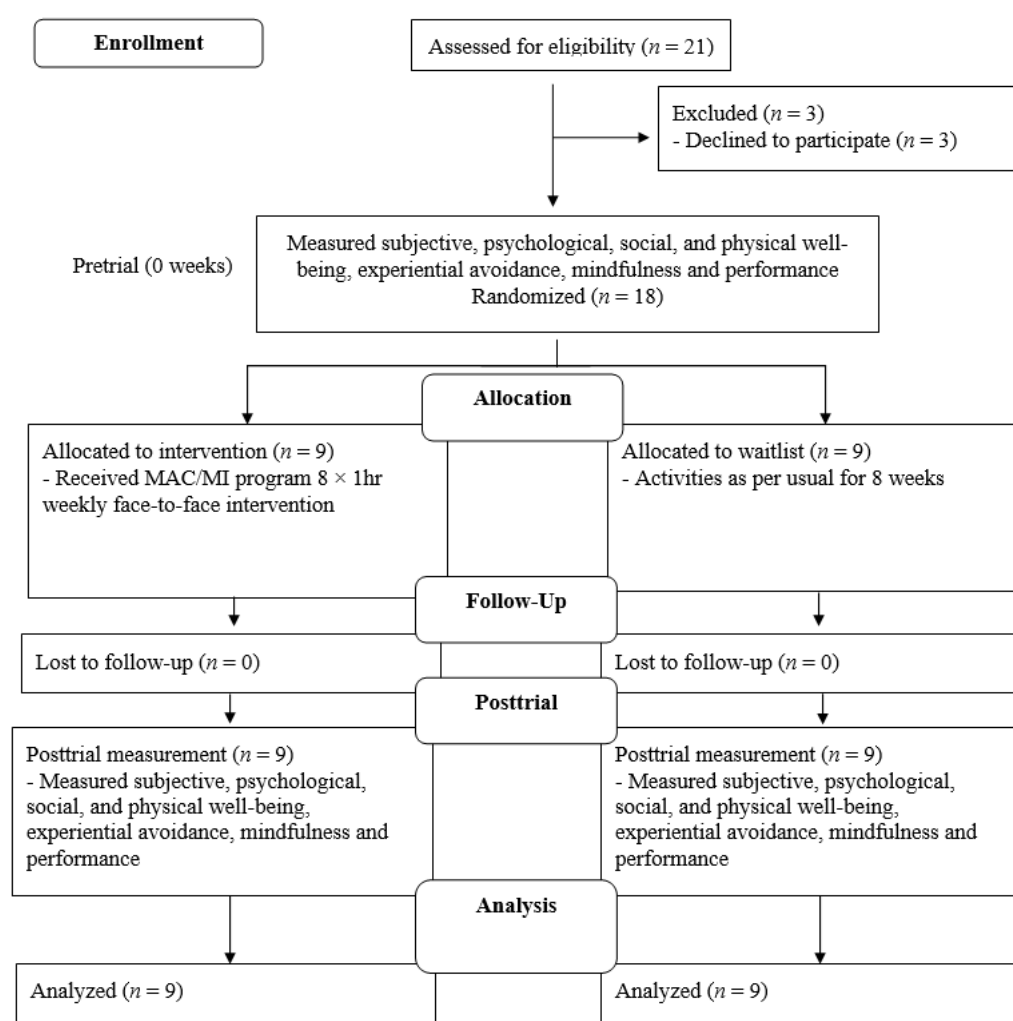 Enrollment
Assessed for eligibility (n = 21)
Excluded (n = 3)
- Declined to participate (n = 3)
Pretrial (0 weeks)
Measured subjective, psychological, social, and physical well-
being, experiential avoidance, mindfulness and performance
Randomized (n = 18)
Allocation
Allocated to intervention (n = 9)
- Received MAC/MI program 8 × 1hr
weekly face-to-face intervention
Allocated to waitlist (n = 9)
- Activities as per usual for 8 weeks
Follow-Up
Lost to follow-up (n = 0)
Lost to follow-up (n = 0)
Posttrial
Posttrial measurement (n = 9)
- Measured subjective, psychological,
social, and physical well-being,
experiential avoidance, mindfulness and
performance
Posttrial measurement (n = 9)
- Measured subjective, psychological,
social, and physical well-being,
experiential avoidance, mindfulness and
performance
Analysis
Analyzed (n = 9)
Analyzed (n = 9)